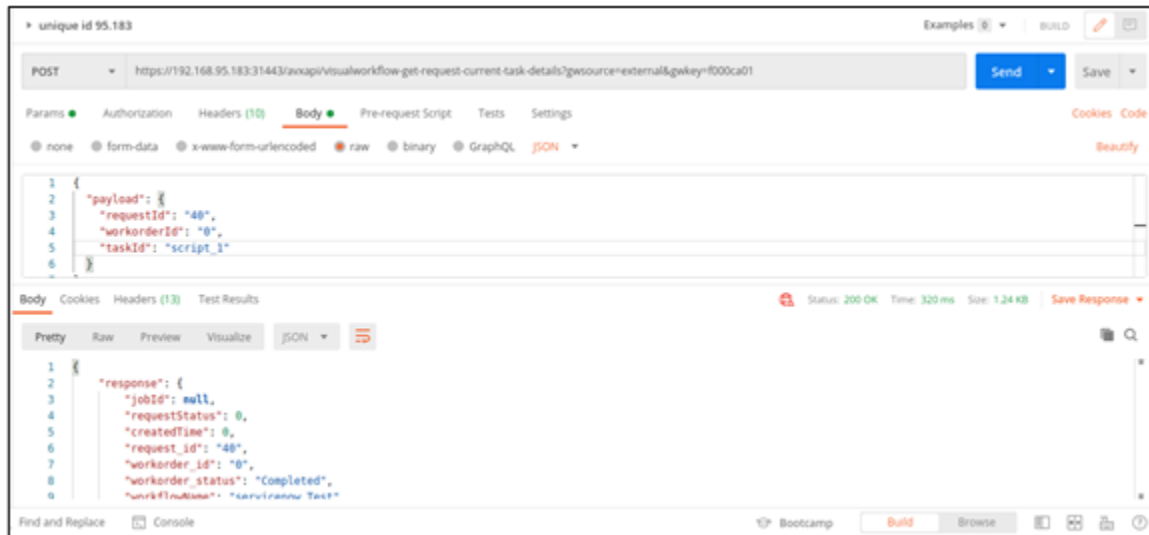 unique id 95.183 Examples 0 BUILD
POST https://192.168.95.183:31443/avxapi/visualworkflow-get-request-current-task-details?gwsource=external&gwkey=f000ca01 Send Save
Params Authorization Headers (10) Body Pre-request Script Tests Settings Cookies Code
none form-data x-www-form-urlencoded raw binary GraphQL JSON Beautify
1 {
2 "payload": {
3 "requestId": "40",
4 "workorderId": "0",
5 "taskId": "script_1"
6 }
Body Cookies Headers (13) Test Results Status: 200 OK Time: 320 ms Size: 1.24 KB Save Response
Pretty Raw Preview Visualize JSON
1 {
2 "response": {
3 "jobId": null,
4 "requestStatus": 0,
5 "createdTime": 0,
6 "request_id": "40",
7 "workorder_id": "0",
8 "workorder_status": "Completed",
9 "workflowName": "servicenow Test"
Find and Replace Console Bootcamp Build Browse